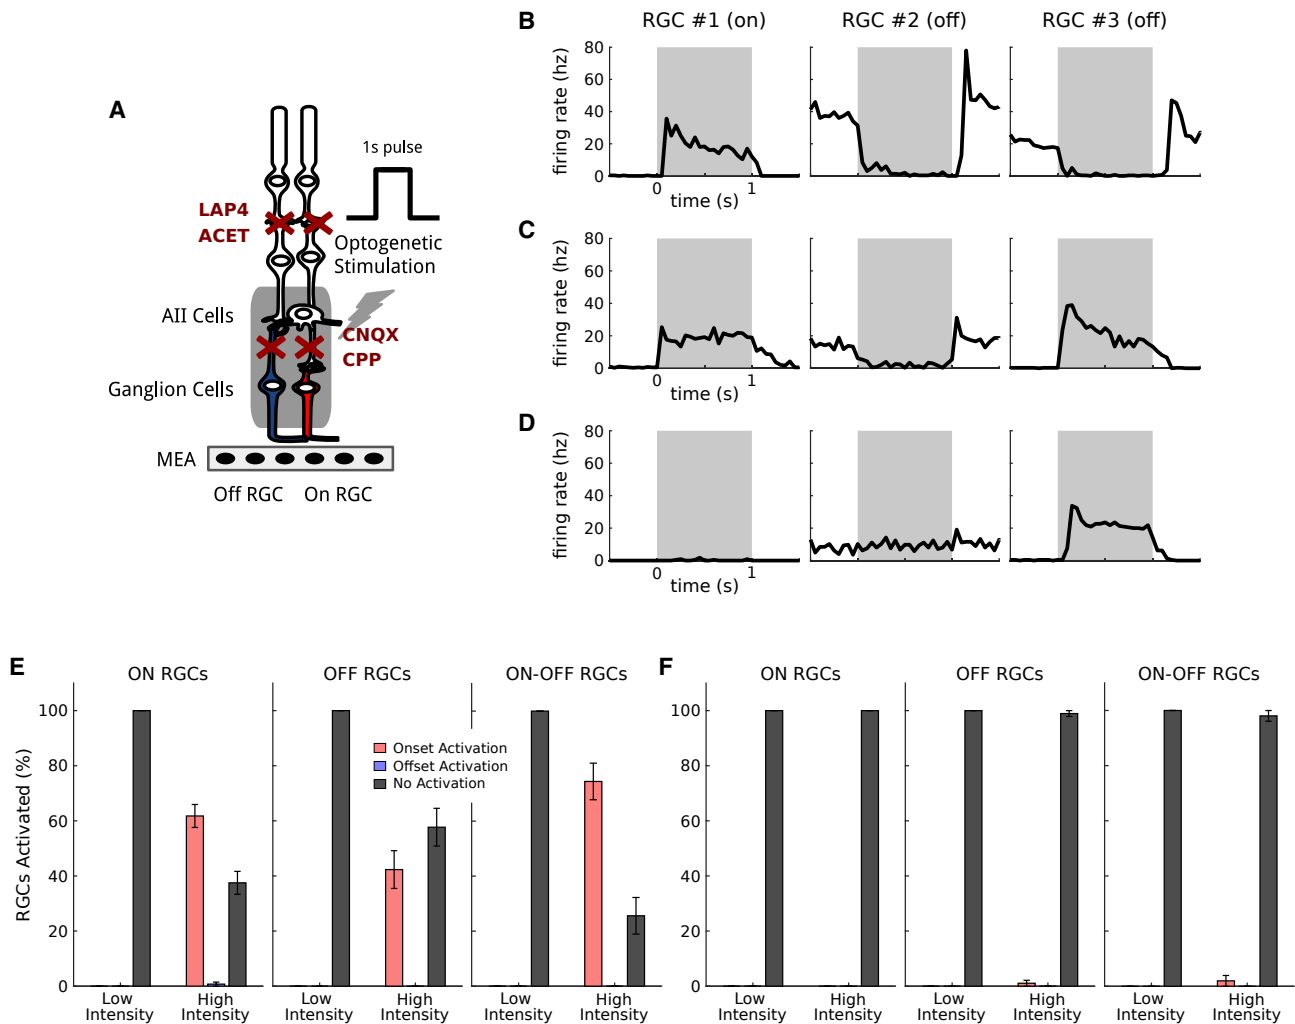 A
LAP4
ACET
1s pulse
Optogenetic
Stimulation
AII Cells
CNQX
CPP
Ganglion Cells
MEA
Off RGC
On RGC
B
RGC #1 (on)
RGC #2 (off)
RGC #3 (off)
firing rate (hz)
80
60
40
20
0
0
1
time (s)
C
firing rate (hz)
80
60
40
20
0
0
1
time (s)
D
firing rate (hz)
80
60
40
20
0
0
1
time (s)
E
ON RGCs
OFF RGCs
ON-OFF RGCs
RGCs Activated (%)
100
80
60
40
20
0
Onset Activation
Offset Activation
No Activation
Low
Intensity
High
Intensity
Low
Intensity
High
Intensity
Low
Intensity
High
Intensity
F
ON RGCs
OFF RGCs
ON-OFF RGCs
100
80
60
40
20
0
Low
Intensity
High
Intensity
Low
Intensity
High
Intensity
Low
Intensity
High
Intensity